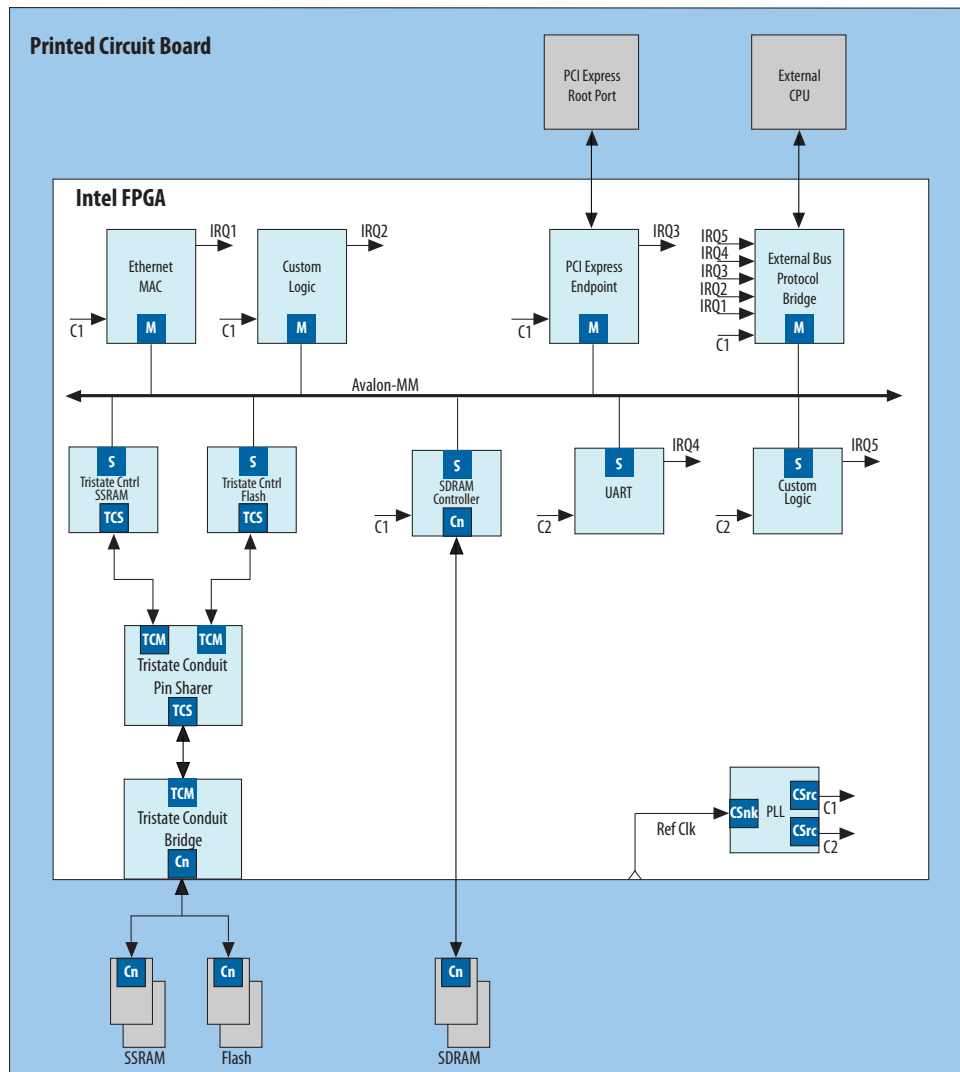 Printed Circuit Board
PCI Express
Root Port
External
CPU
Intel FPGA
IRQ1
Ethernet
MAC
C1
M
IRQ2
Custom
Logic
C1
M
IRQ3
PCI Express
Endpoint
C1
M
IRQ5
IRQ4
IRQ3
IRQ2
IRQ1
C1
External Bus
Protocol
Bridge
M
Avalon-MM
S
Tristate Cntrl
SSRAM
TCS
S
Tristate Cntrl
Flash
TCS
S
SDRAM
Controller
C1
Cn
S
IRQ4
UART
C2
S
IRQ5
Custom
Logic
C2
TCM
TCM
Tristate Conduit
Pin Sharer
TCS
TCM
Tristate Conduit
Bridge
Cn
Ref Clk
CSnk
PLL
CSrc
C1
CSrc
C2
Cn
Cn
Cn
SSRAM
Flash
SDRAM